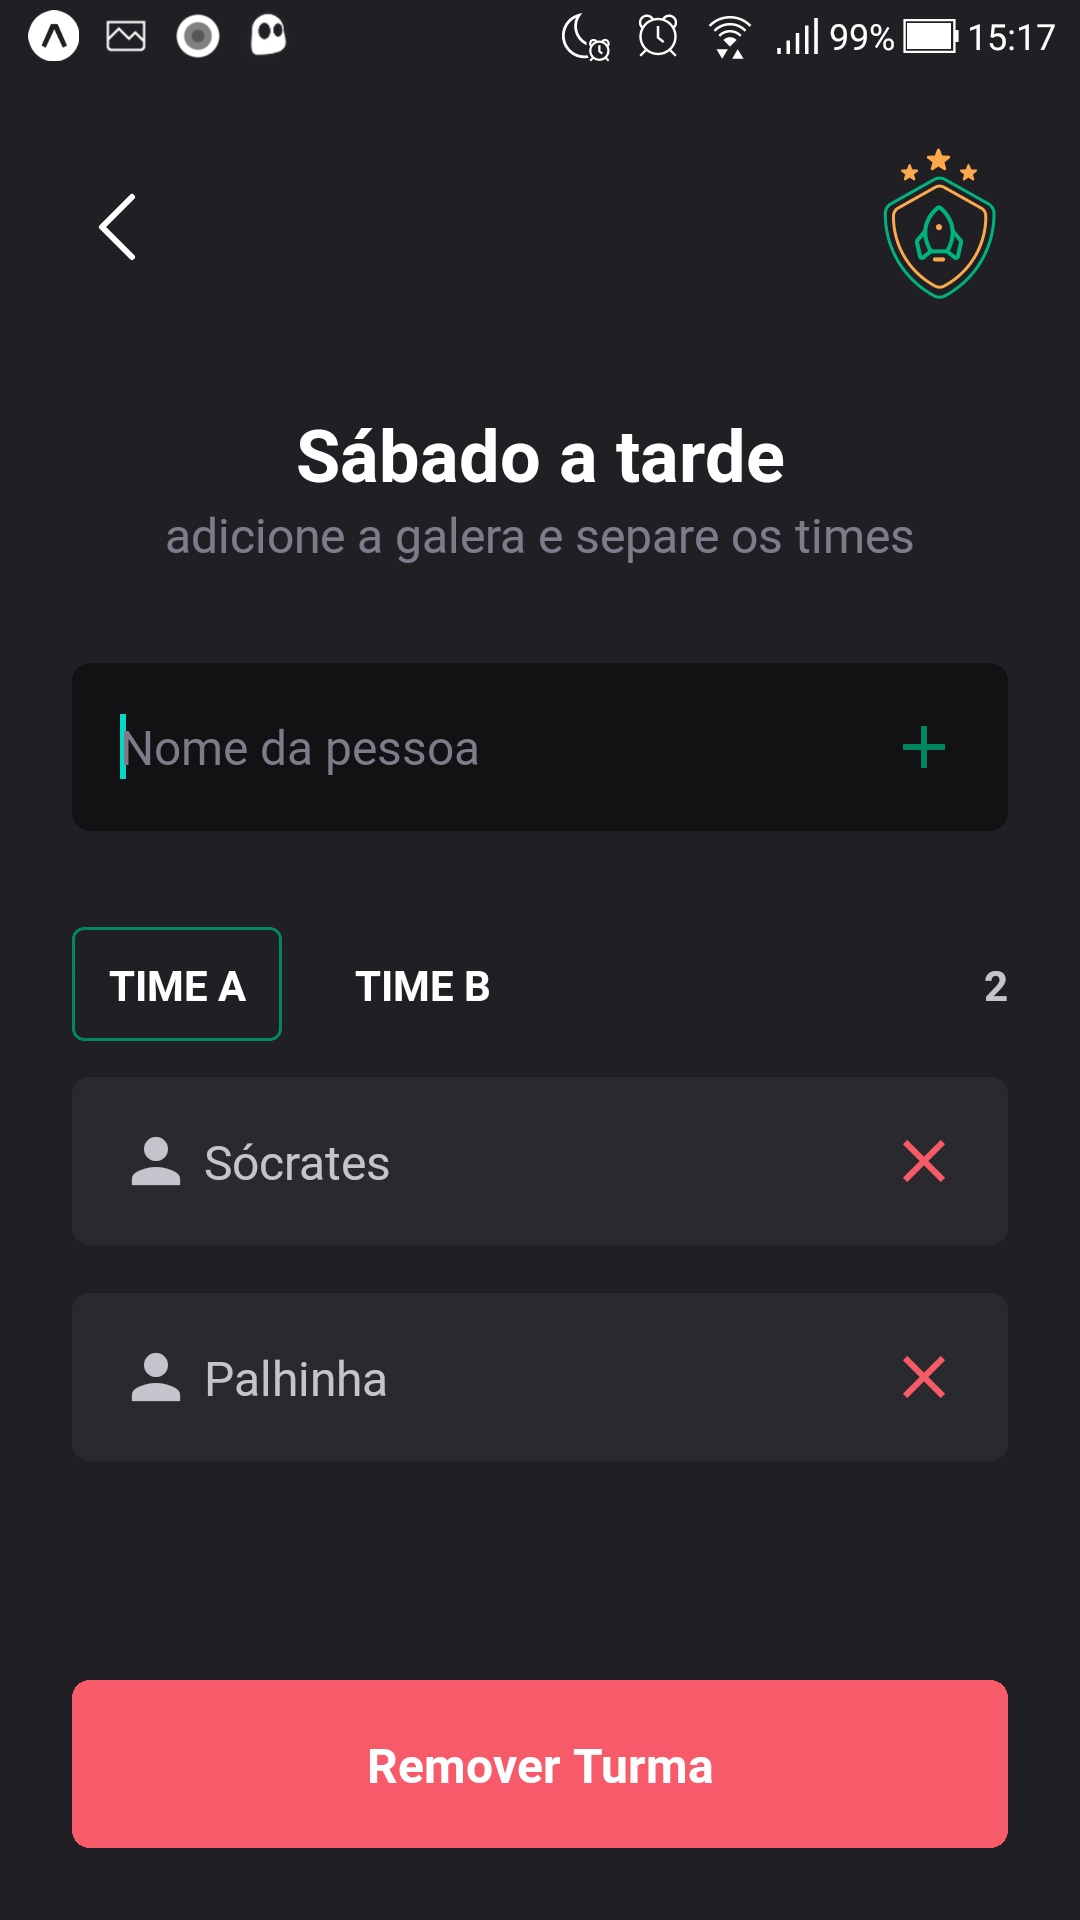 99% 15:17
Sábado a tarde
adicione a galera e separe os times
Nome da pessoa
TIME A TIME B 2
Sócrates
Palhinha
Remover Turma